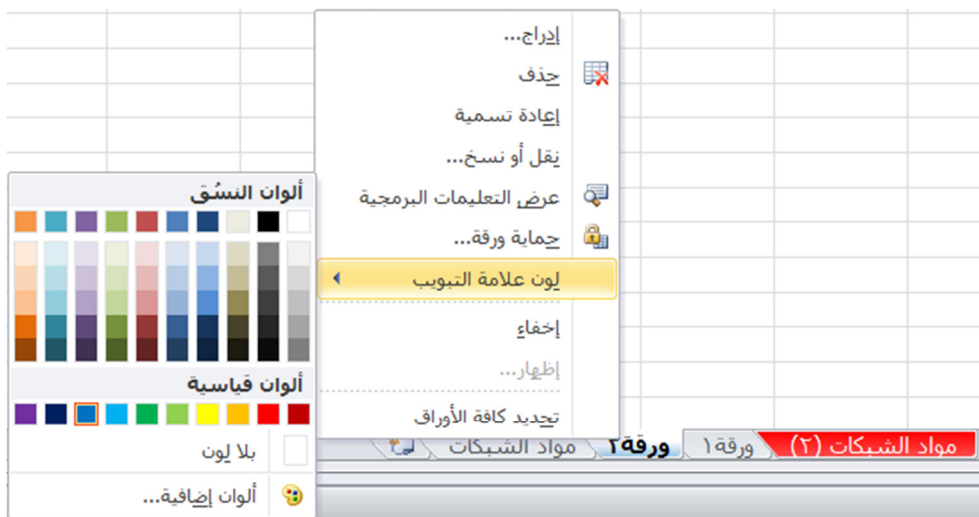 إدراج...
حذف
إعادة تسمية
نقل أو نسخ...
عرض التعليمات البرمجية
حماية ورقة...
لون علامة التبويب
إخفاء
إظهار...
تحديد كافة الأوراق
ألوان النسُق
ألوان قياسية
بلا لون
ألوان إضافية...
مواد الشبكات (٢) ورقة١ ورقة٢ مواد الشبكات